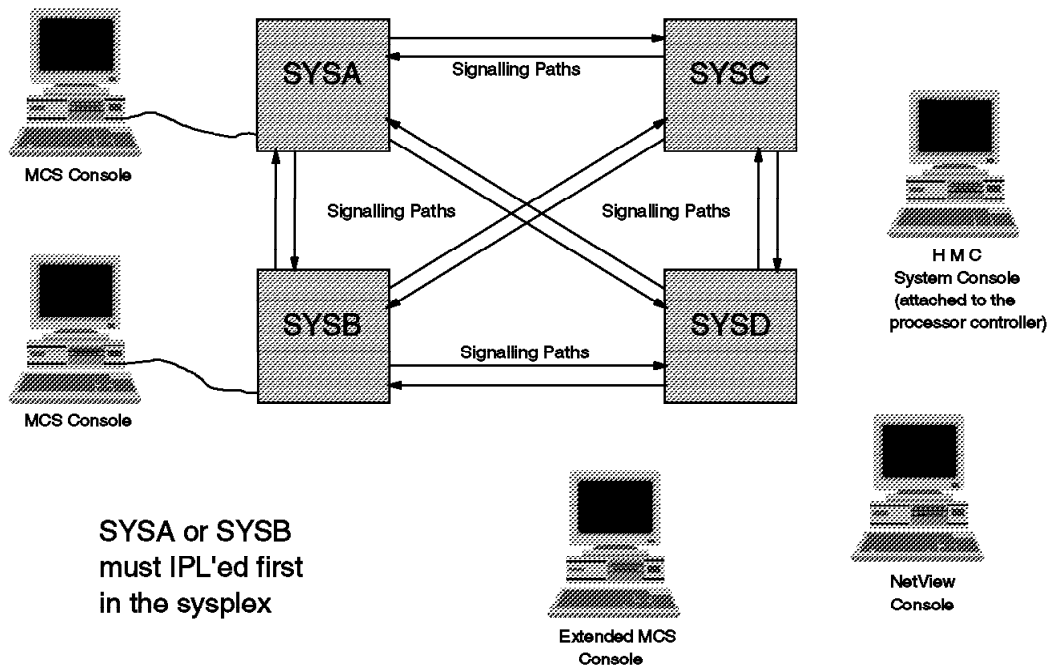 SYSA
SYSC
Signalling Paths
MCS Console
Signalling Paths
Signalling Paths
H M C
System Console
(attached to the
processor controller)
SYSB
SYSD
Signalling Paths
MCS Console
SYSA or SYSB
must IPL'ed first
in the sysplex
Extended MCS
Console
NetView
Console